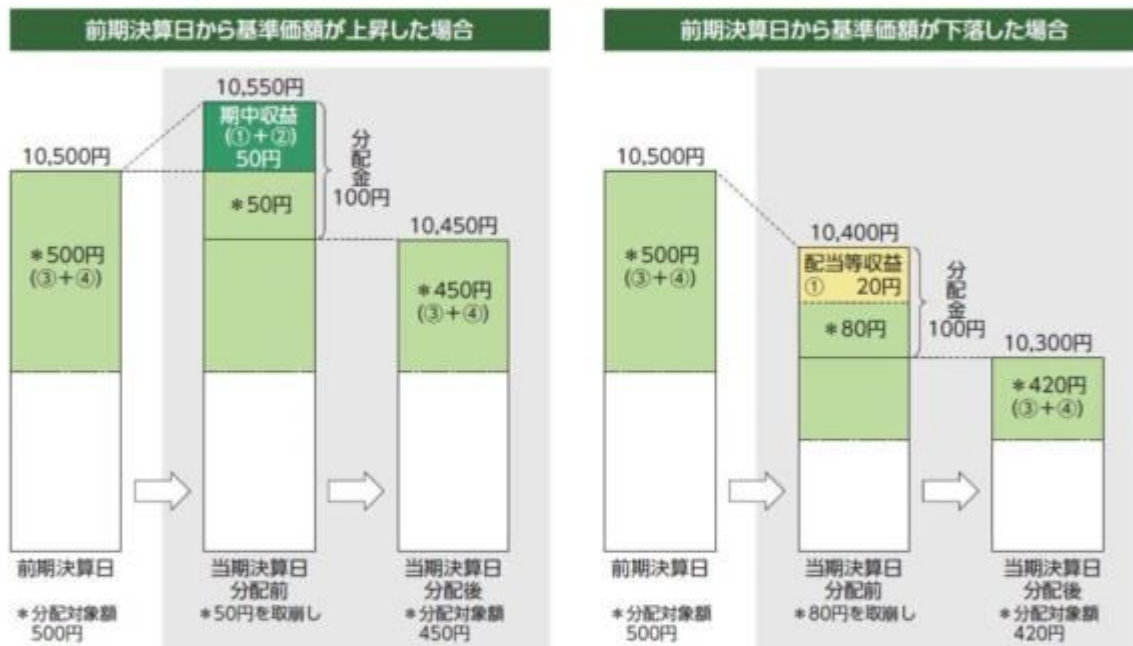 前期決算日から基準価額が上昇した場合
10,550円
期中収益
(①+②)
50円
10,500円
分配金
100円
*50円
10,450円
*500円
(③+④)
*450円
(③+④)
前期決算日
当期決算日
分配前
当期決算日
分配後
*分配対象額
500円
*50円を取崩し
*分配対象額
450円
前期決算日から基準価額が下落した場合
10,500円
10,400円
*500円
(③+④)
配当等収益
① 20円
分配金
100円
*80円
10,300円
*420円
(③+④)
前期決算日
当期決算日
分配前
当期決算日
分配後
*分配対象額
500円
*80円を取崩し
*分配対象額
420円